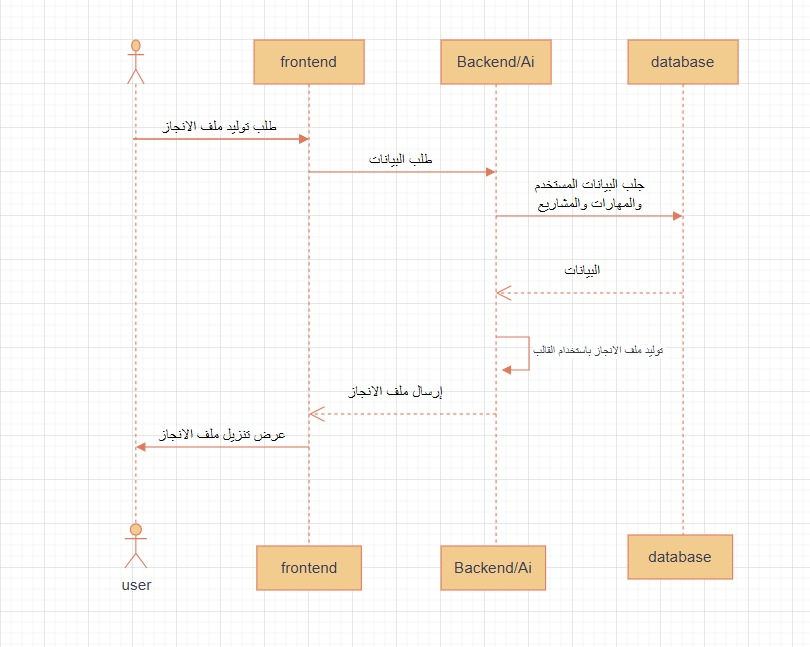 frontend
Backend/Ai
database
طلب توليد ملف الانجاز
طلب البيانات
جلب البيانات المستخدم
والمهارات والمشاريع
البيانات
توليد ملف الانجاز باستخدام القالب
إرسال ملف الانجاز
عرض تنزيل ملف الانجاز
user
frontend
Backend/Ai
database